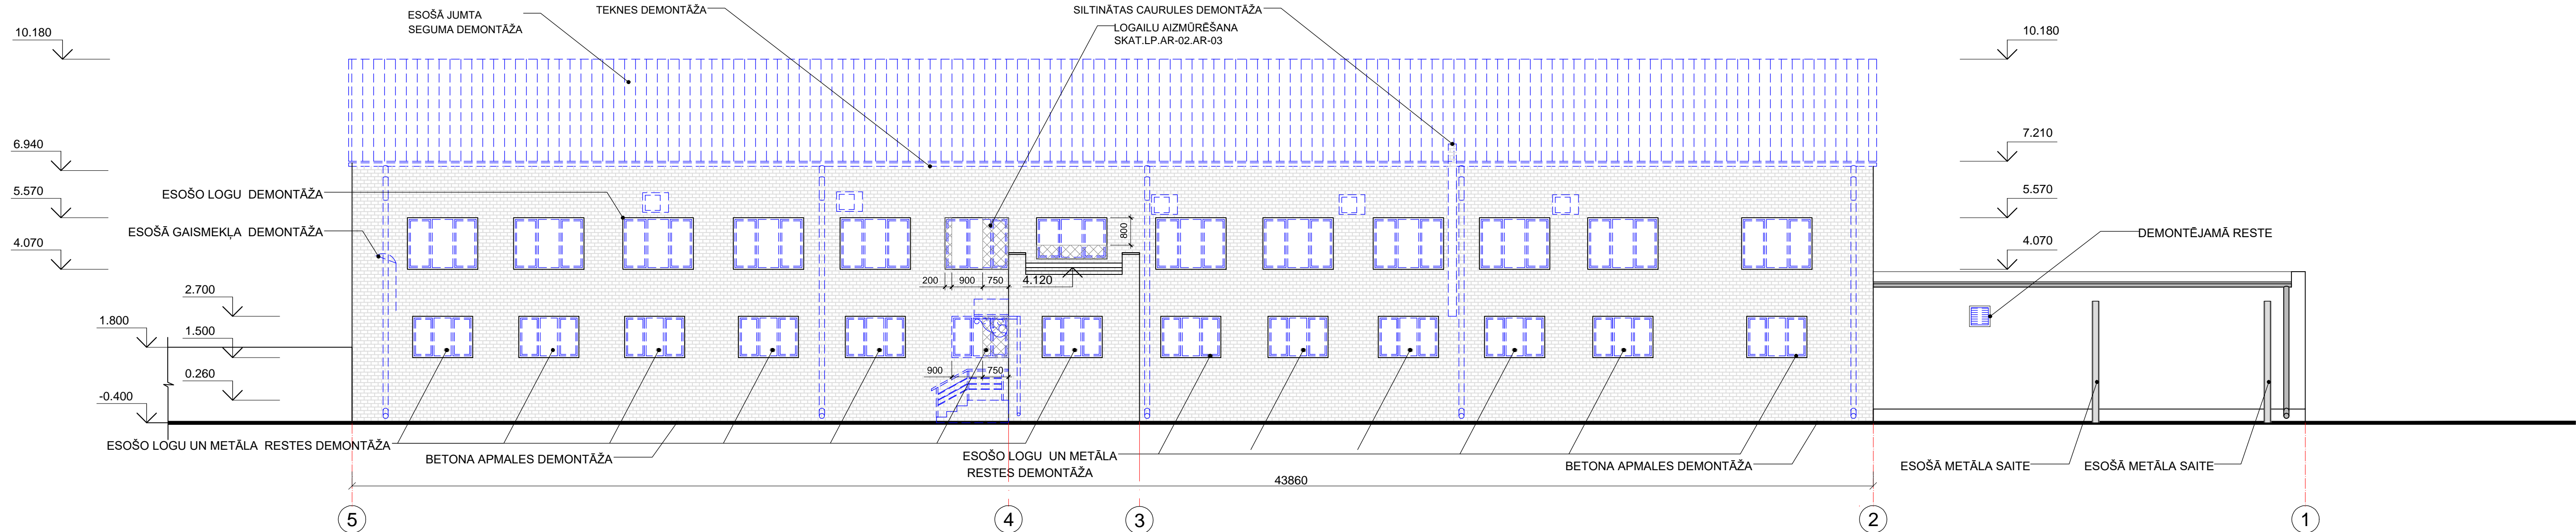 ESOŠĀ JUMTA
SEGUMA DEMONTĀŽA
TEKNES DEMONTĀŽA
SILTINĀTAS CAURULES DEMONTĀŽA
LOGAILU AIZMŪRĒŠANA
SKAT.LP.AR-02.AR-03
10.180
10.180
6.940
7.210
5.570
5.570
4.070
4.070
ESOŠO LOGU DEMONTĀŽA
ESOŠĀ GAISMEKĻA DEMONTĀŽA
DEMONTĒJAMĀ RESTE
800
200
900
750
4.120
2.700
1.800
1.500
0.260
-0.400
900
750
ESOŠO LOGU UN METĀLA RESTES DEMONTĀŽA
BETONA APMALES DEMONTĀŽA
ESOŠO LOGU UN METĀLA
RESTES DEMONTĀŽA
BETONA APMALES DEMONTĀŽA
ESOŠĀ METĀLA SAITE
ESOŠĀ METĀLA SAITE
43860
5
4
3
2
1